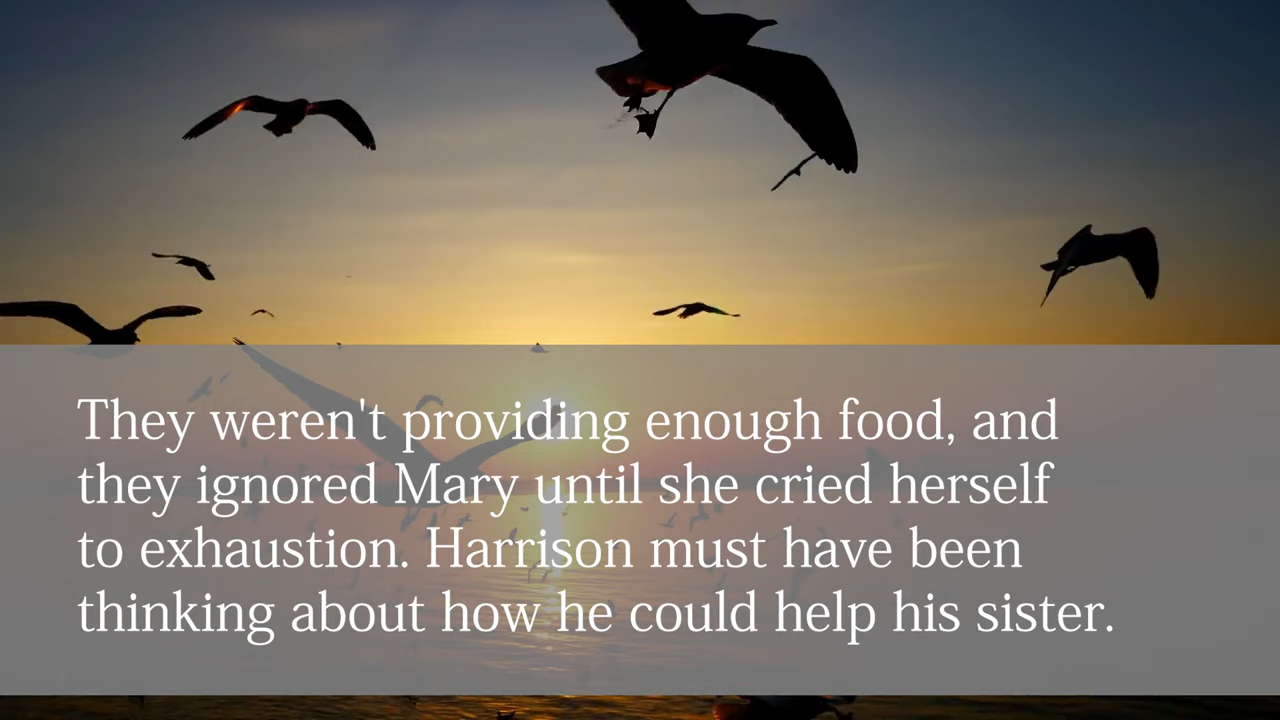 They weren't providing enough food, and
they ignored Mary until she cried herself
to exhaustion. Harrison must have been
thinking about how he could help his sister.